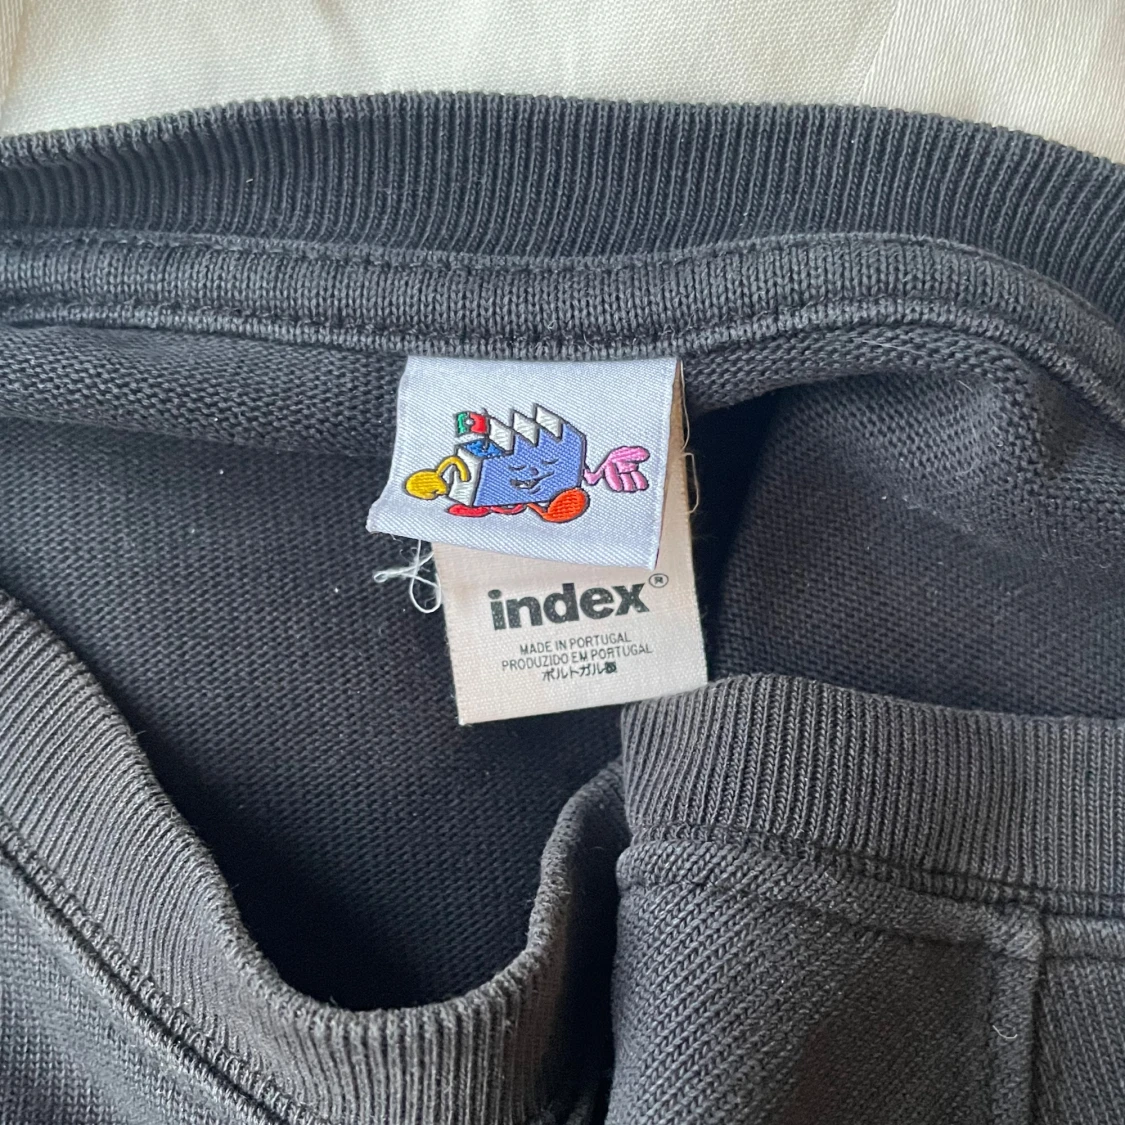 index®
MADE IN PORTUGAL
PRODUZIDO EM PORTUGAL
ポルトガル製